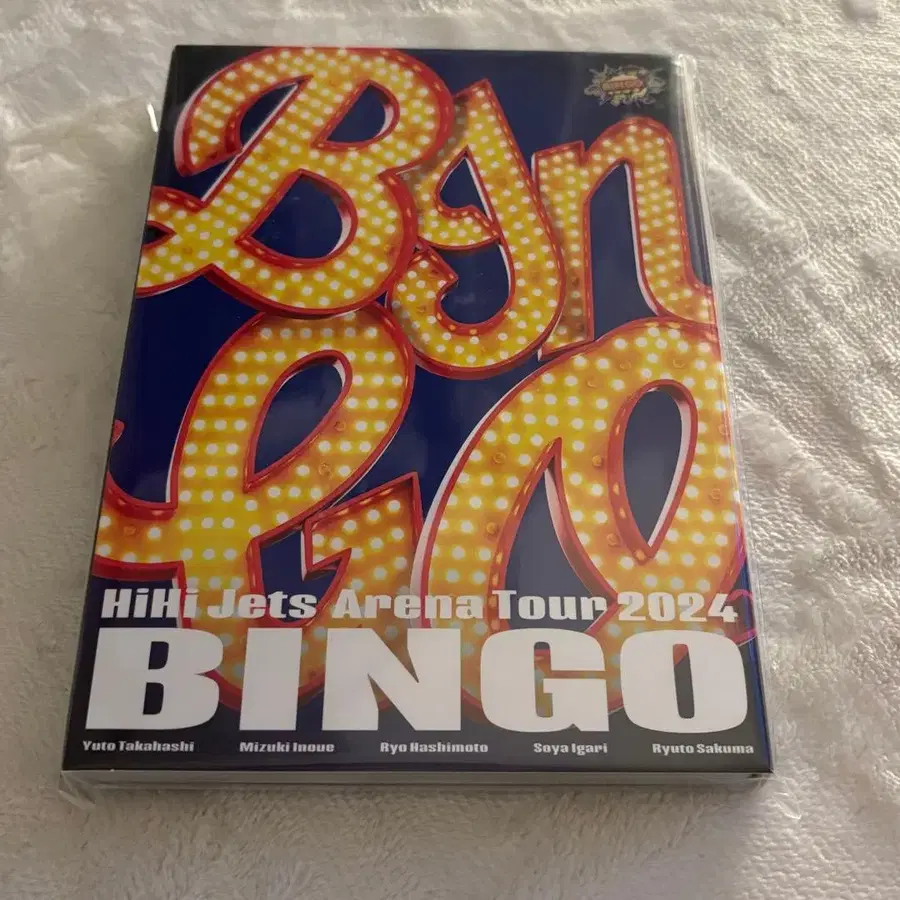 BingO
HiHi Jets Arena Tour 2024
BINGO
Yuto Takahashi Mizuki Inoue Ryo Hashimoto Soya Igari Ryuto Sakuma